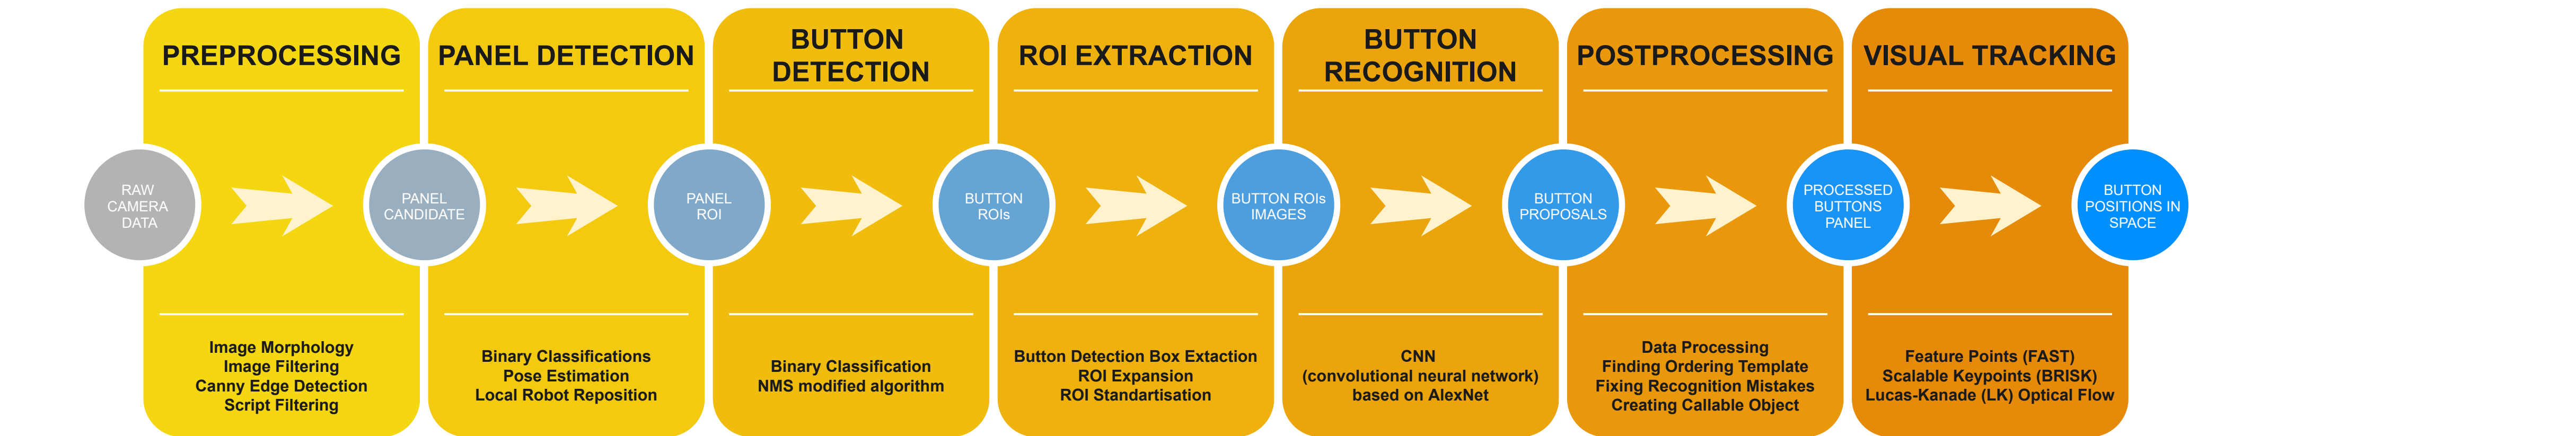 PREPROCESSING
PANEL DETECTION
BUTTON
DETECTION
ROI EXTRACTION
BUTTON
RECOGNITION
POSTPROCESSING
VISUAL TRACKING
RAW
CAMERA
DATA
PANEL
CANDIDATE
PANEL
ROI
BUTTON
ROIs
BUTTON ROIs
IMAGES
BUTTON
PROPOSALS
PROCESSED
BUTTONS
PANEL
BUTTON
POSITIONS IN
SPACE
Image Morphology
Image Filtering
Canny Edge Detection
Script Filtering
Binary Classifications
Pose Estimation
Local Robot Reposition
Binary Classification
NMS modified algorithm
Button Detection Box Extaction
ROI Expansion
ROI Standartisation
CNN
(convolutional neural network)
based on AlexNet
Data Processing
Finding Ordering Template
Fixing Recognition Mistakes
Creating Callable Object
Feature Points (FAST)
Scalable Keypoints (BRISK)
Lucas-Kanade (LK) Optical Flow